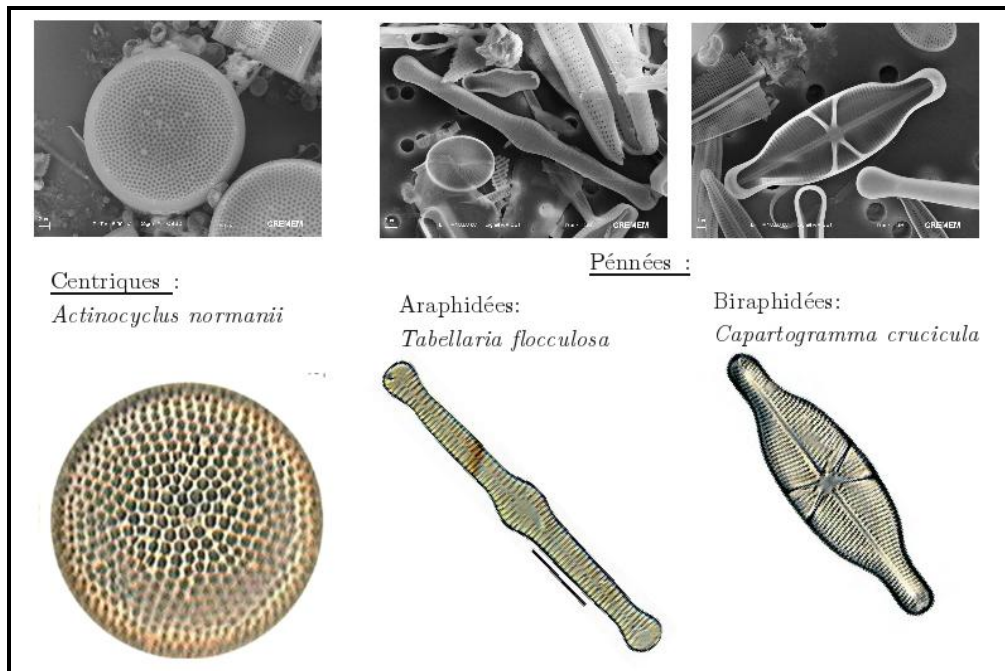 CREMEM
CREMEM
CREMEM
Pénnées :
Centriques :
Actinocyclus normanii
Araphidées:
Tabellaria flocculosa
Biraphidées:
Capartogramma crucicula